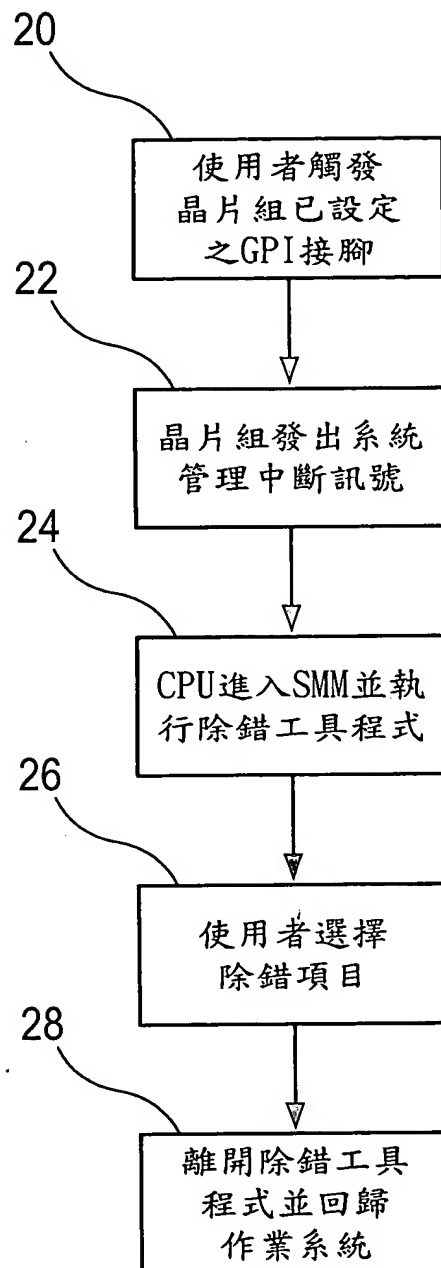 20
使用者觸發
晶片組已設定
之GPI接腳
22
晶片組發出系統
管理中斷訊號
24
CPU進入SMM並執
行除錯工具程式
26
使用者選擇
除錯項目
28
離開除錯工具
程式並回歸
作業系統